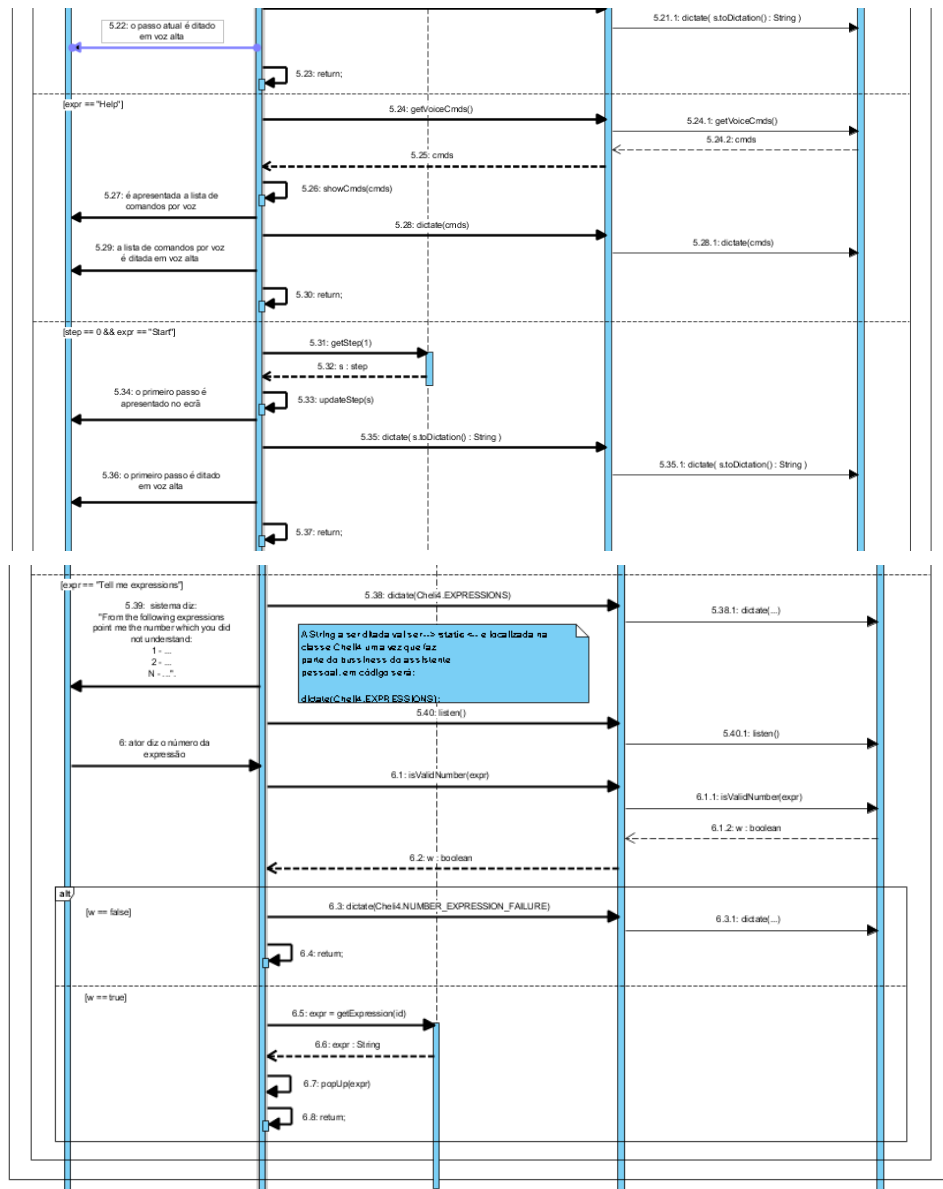 5.22: o passo atual é ditado
em voz alta
5.21.1: dictate( s.toDictation() : String )
5.23: return;
[expr == "Help"]
5.24: getVoiceCmds()
5.24.1: getVoiceCmds()
5.24.2: cmds
5.25: cmds
5.26: showCmds(cmds)
5.27: é apresentada a lista de
comandos por voz
5.28: dictate(cmds)
5.28.1: dictate(cmds)
5.29: a lista de comandos por voz
é ditada em voz alta
5.30: return;
[step == 0 && expr == "Start"]
5.31: getStep(1)
5.32: s : step
5.33: updateStep(s)
5.34: o primeiro passo é
apresentado no ecrã
5.35: dictate( s.toDictation() : String )
5.35.1: dictate( s.toDictation() : String )
5.36: o primeiro passo é ditado
em voz alta
5.37: return;
[expr == "Tell me expressions"]
5.38: dictate(Cheli4.EXPRESSIONS)
5.38.1: dictate(...)
5.39: sistema diz:
"From the following expressions
point me the number which you did
not understand:
1 - ...
2 - ...
N - ...".
A String a ser ditada vai ser --> static <-- e localizada na
classe Cheli4 uma vez que faz
parte do bussiness do assistente
pessoal, em código será:
dictate(Cheli4.EXPRESSIONS);
5.40: listen()
5.40.1: listen()
6: ator diz o número da
expressão
6.1: isValidNumber(expr)
6.1.1: isValidNumber(expr)
6.1.2: w : boolean
6.2: w : boolean
alt
[w == false]
6.3: dictate(Cheli4.NUMBER_EXPRESSION_FAILURE)
6.3.1: dictate(...)
6.4: return;
[w == true]
6.5: expr = getExpression(id)
6.6: expr : String
6.7: popUp(expr)
6.8: return;